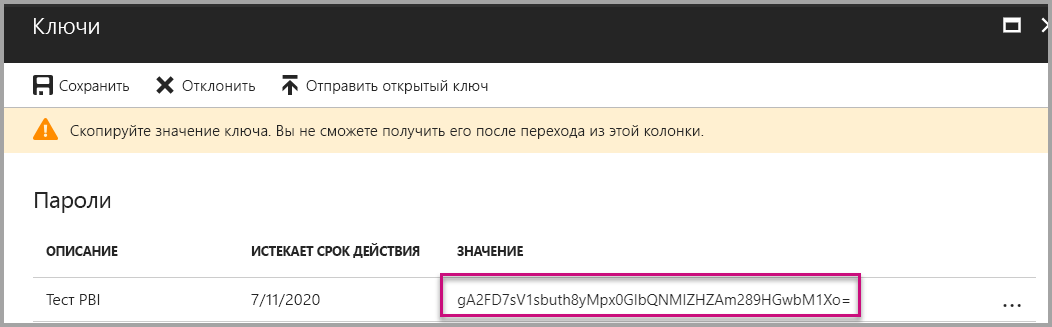 Ключи
Сохранить Отклонить Отправить открытый ключ
Скопируйте значение ключа. Вы не сможете получить его после перехода из этой колонки.
Пароли
ОПИСАНИЕ ИСТЕКАЕТ СРОК ДЕЙСТВИЯ ЗНАЧЕНИЕ
Тест PBI 7/11/2020 gA2FD7sV1sbuth8yMpx0GlbQNMIZHZAm289HGwbM1Xo= ...